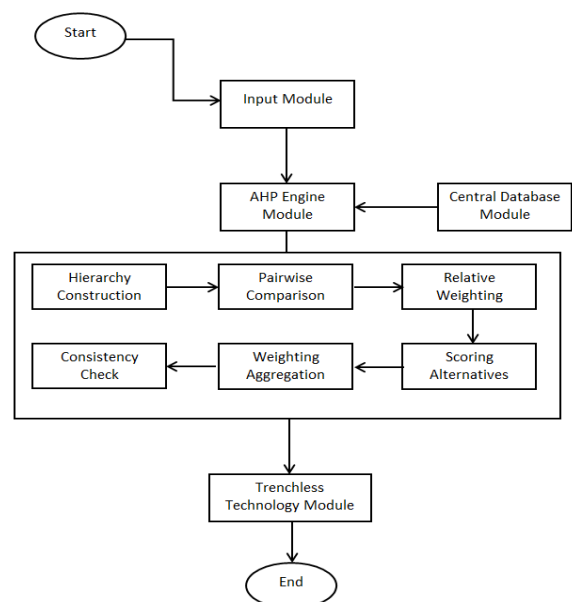 Start
Input Module
AHP Engine
Module
Central Database
Module
Hierarchy
Construction
Pairwise
Comparison
Relative
Weighting
Scoring
Alternatives
Weighting
Aggregation
Consistency
Check
Trenchless
Technology Module
End